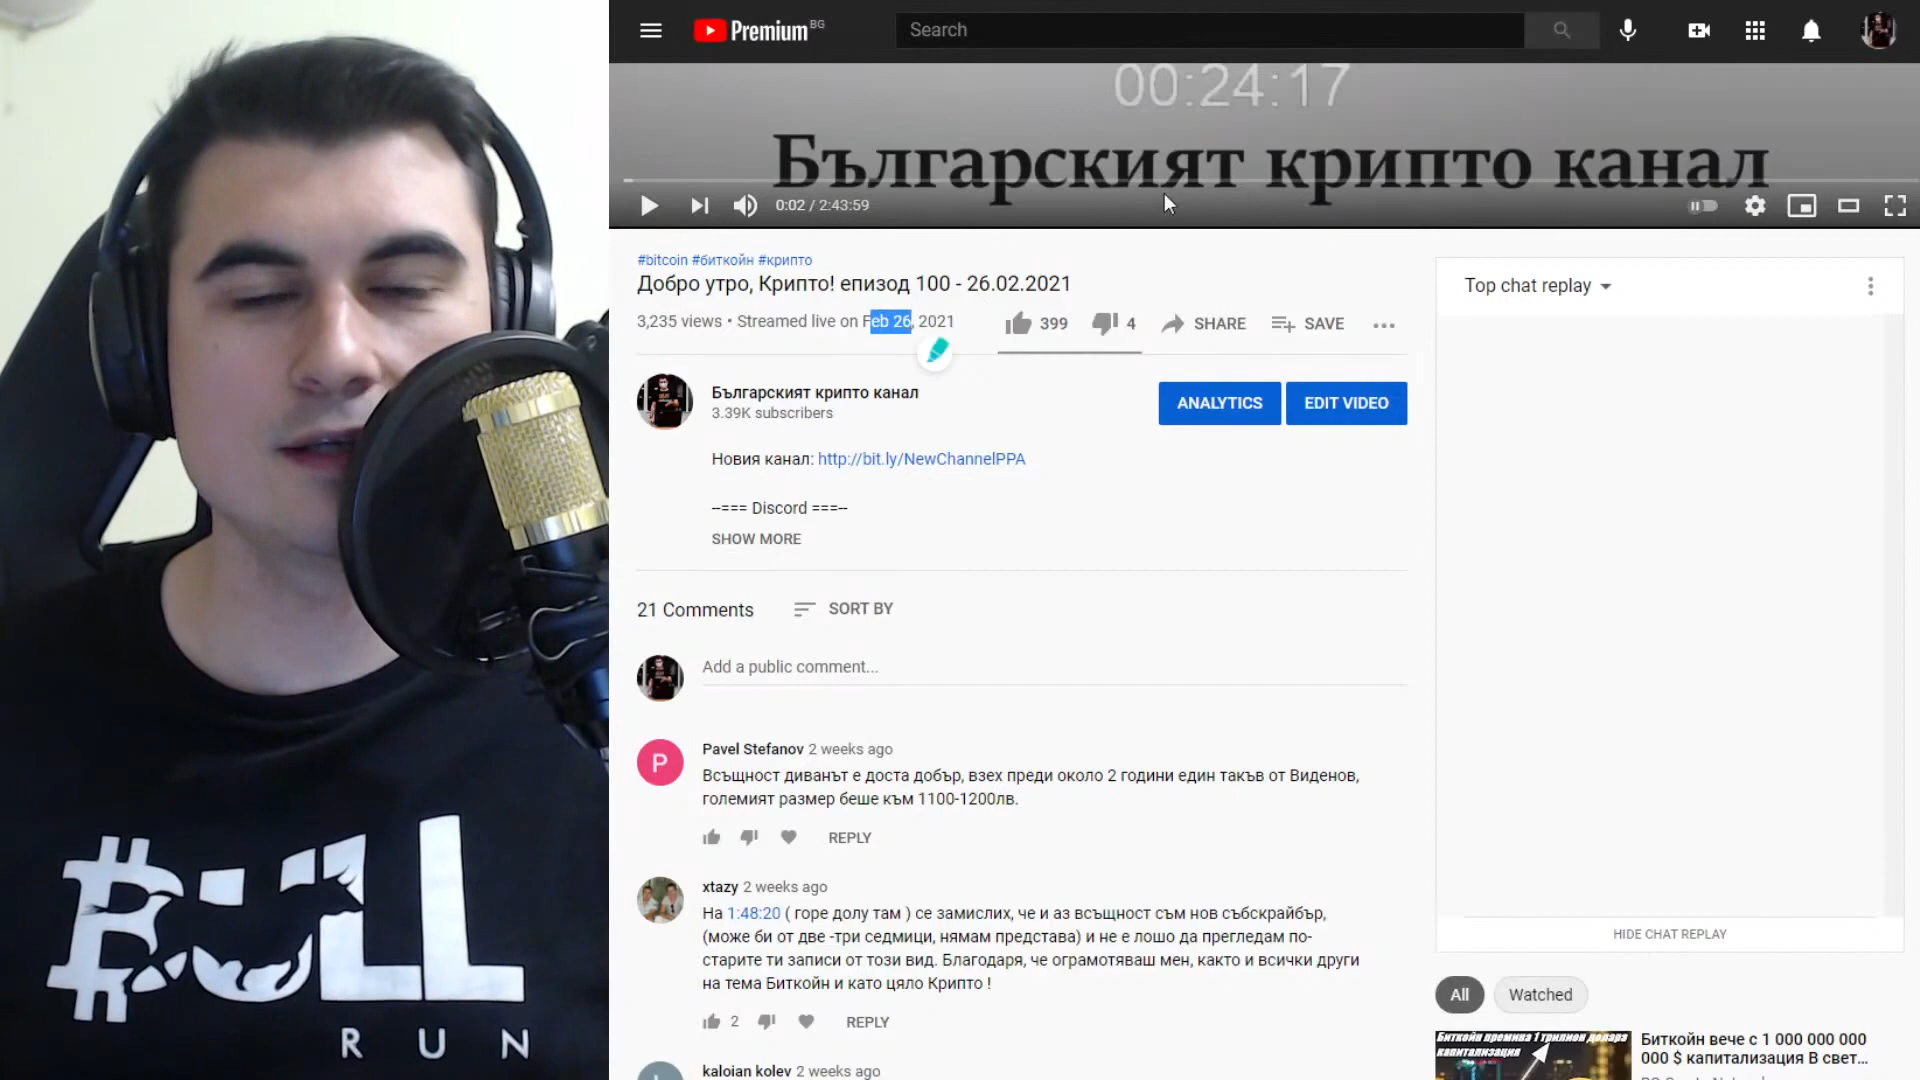 Premium BG
Search
00:24:17
Българският крипто канал
0:02 / 2:43:59
#bitcoin #биткойн #крипто
Добро утро, Крипто! епизод 100 - 26.02.2021
3,235 views • Streamed live on Feb 26, 2021
399
4
SHARE
SAVE
Българският крипто канал
3.39K subscribers
ANALYTICS
EDIT VIDEO
Новия канал: http://bit.ly/NewChannelPPA
--=== Discord ===--
SHOW MORE
21 Comments
SORT BY
Add a public comment...
P
Pavel Stefanov 2 weeks ago
Всъщност диванът е доста добър, взех преди около 2 години един такъв от Виденов,
големият размер беше към 1100-1200лв.
REPLY
xtazy 2 weeks ago
На 1:48:20 ( горе долу там ) се замислих, че и аз всъщност съм нов събскрайбър,
(може би от две -три седмици, нямам представа) и не е лошо да прегледам по-
старите ти записи от този вид. Благодаря, че ограмотяваш мен, както и всички други
на тема Биткойн и като цяло Крипто !
2
REPLY
kaloian kolev 2 weeks ago
Top chat replay
HIDE CHAT REPLAY
All
Watched
Биткойн премина 1 трилион долара
капитализация
Биткойн вече с 1 000 000 000
000 $ капитализация В свет...
BULL
RUN